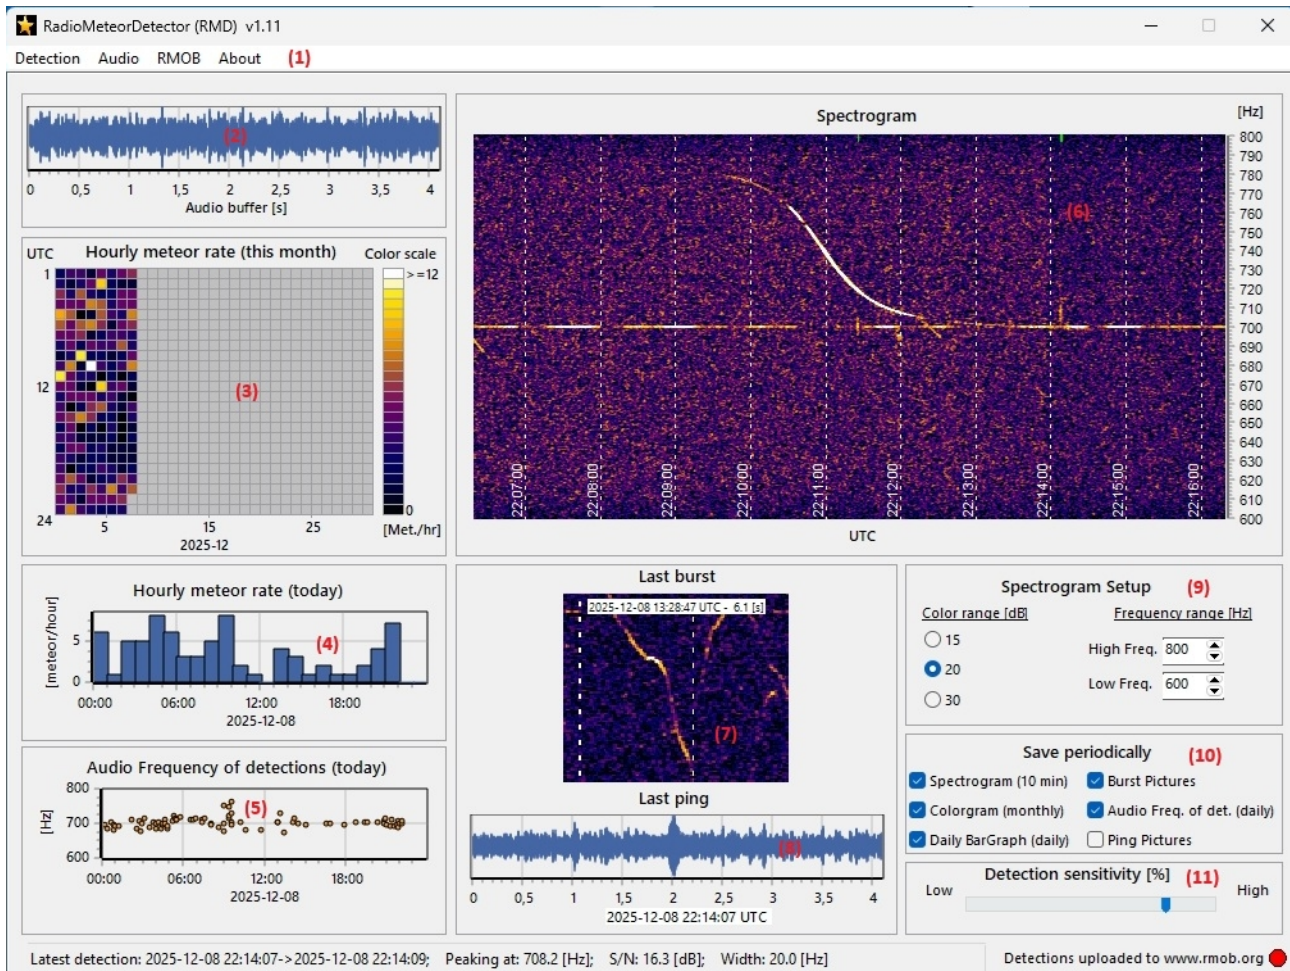 RadioMeteorDetector (RMD) v1.11
Detection Audio RMOB About (1)
(2)
0 0,5 1 1,5 2 2,5 3 3,5 4
Audio buffer [s]
UTC Hourly meteor rate (this month) Color scale
1
12
24
(3)
>=12
0
[Met./hr]
5 15 25
2025-12
Hourly meteor rate (today)
[meteor/hour]
5
0
(4)
00:00 06:00 12:00 18:00
2025-12-08
Audio Frequency of detections (today)
[Hz]
800
700
600
(5)
00:00 06:00 12:00 18:00
2025-12-08
Spectrogram
[Hz]
800
790
780
770
760
750
740
730
720
710
700
690
680
670
660
650
640
630
620
610
600
(6)
22:07:00 22:08:00 22:09:00 22:10:00 22:11:00 22:12:00 22:13:00 22:14:00 22:15:00 22:16:00
UTC
Last burst
2025-12-08 13:28:47 UTC - 6.1 [s]
(7)
Last ping
(8)
0 0,5 1 1,5 2 2,5 3 3,5 4
2025-12-08 22:14:07 UTC
Spectrogram Setup (9)
Color range [dB] Frequency range [Hz]
15
20
30
High Freq. 800
Low Freq. 600
Save periodically (10)
Spectrogram (10 min) Burst Pictures
Colorgram (monthly) Audio Freq. of det. (daily)
Daily BarGraph (daily) Ping Pictures
Detection sensitivity [%] (11)
Low High
Latest detection: 2025-12-08 22:14:07->2025-12-08 22:14:09; Peaking at: 708.2 [Hz]; S/N: 16.3 [dB]; Width: 20.0 [Hz]
Detections uploaded to www.rmob.org